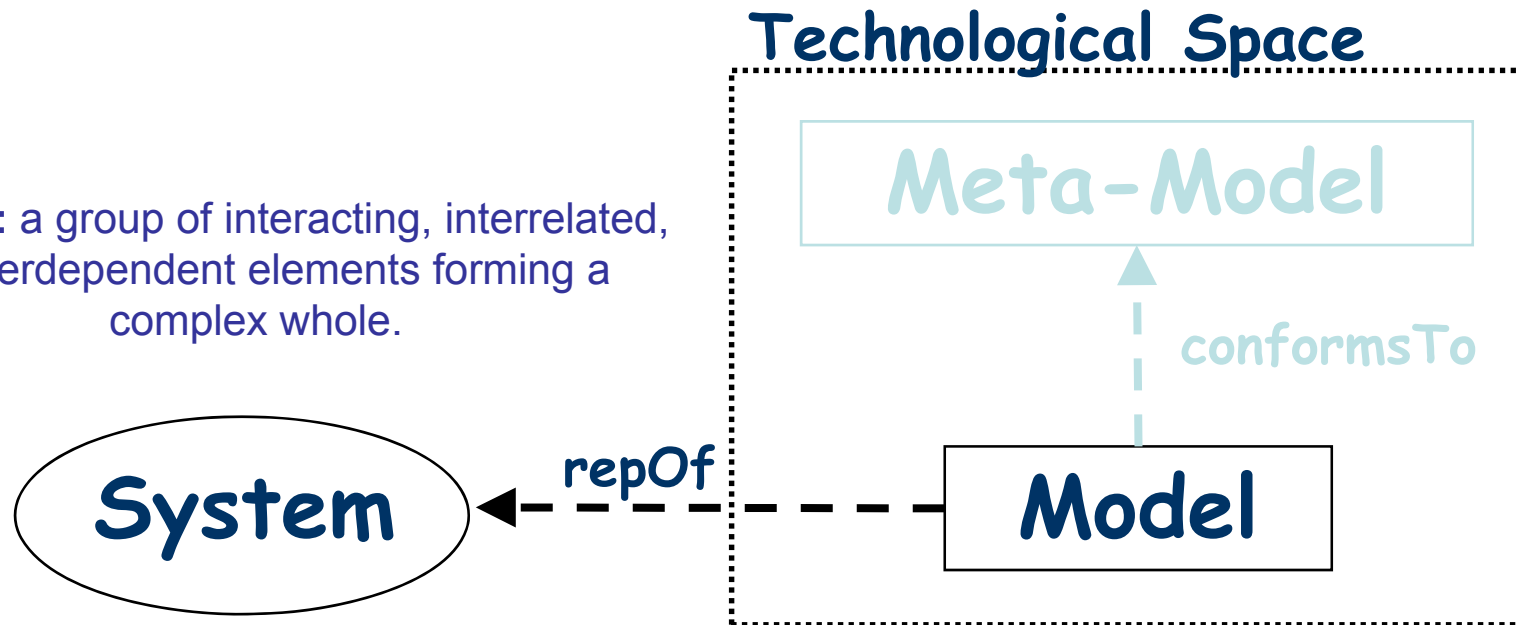 Technological Space
Meta-Model
: a group of interacting, interrelated,
erdependent elements forming a
complex whole.
conformsTo
repOf
System
Model